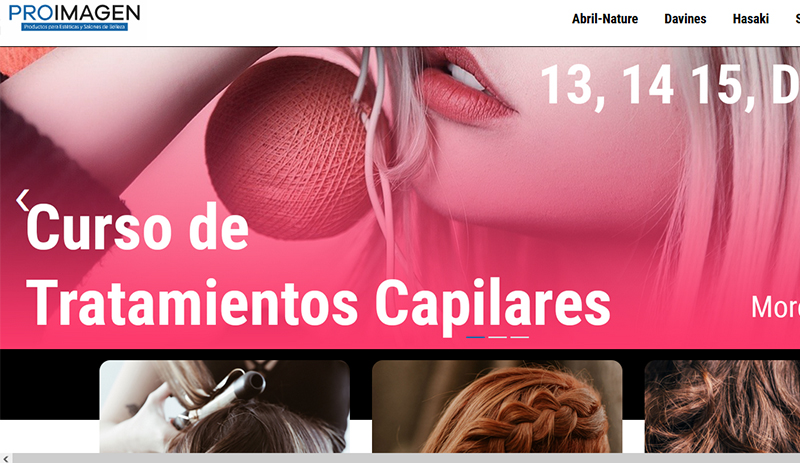 PROIMAGEN
Productos para Estéticas y Salones de Belleza
Abril-Nature Davines Hasaki S
13, 14 15, D
Curso de
Tratamientos Capilares
More